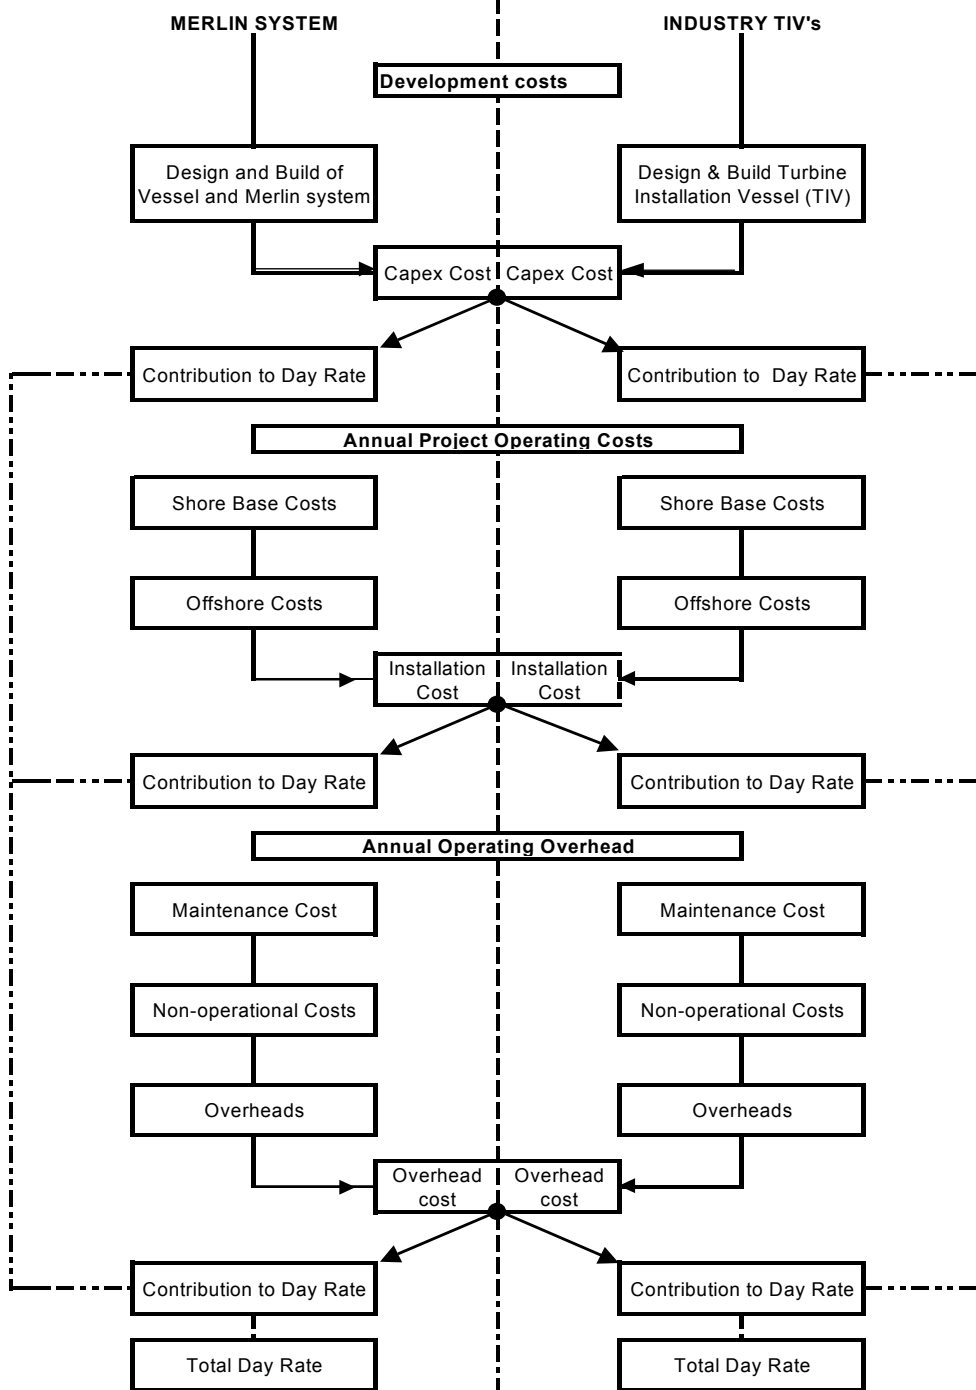 MERLIN SYSTEM
INDUSTRY TIV's
Development costs
Design and Build of
Vessel and Merlin system
Design & Build Turbine
Installation Vessel (TIV)
Capex Cost
Capex Cost
Contribution to Day Rate
Contribution to Day Rate
Annual Project Operating Costs
Shore Base Costs
Shore Base Costs
Offshore Costs
Offshore Costs
Installation
Cost
Installation
Cost
Contribution to Day Rate
Contribution to Day Rate
Annual Operating Overhead
Maintenance Cost
Maintenance Cost
Non-operational Costs
Non-operational Costs
Overheads
Overheads
Overhead
cost
Overhead
cost
Contribution to Day Rate
Contribution to Day Rate
Total Day Rate
Total Day Rate